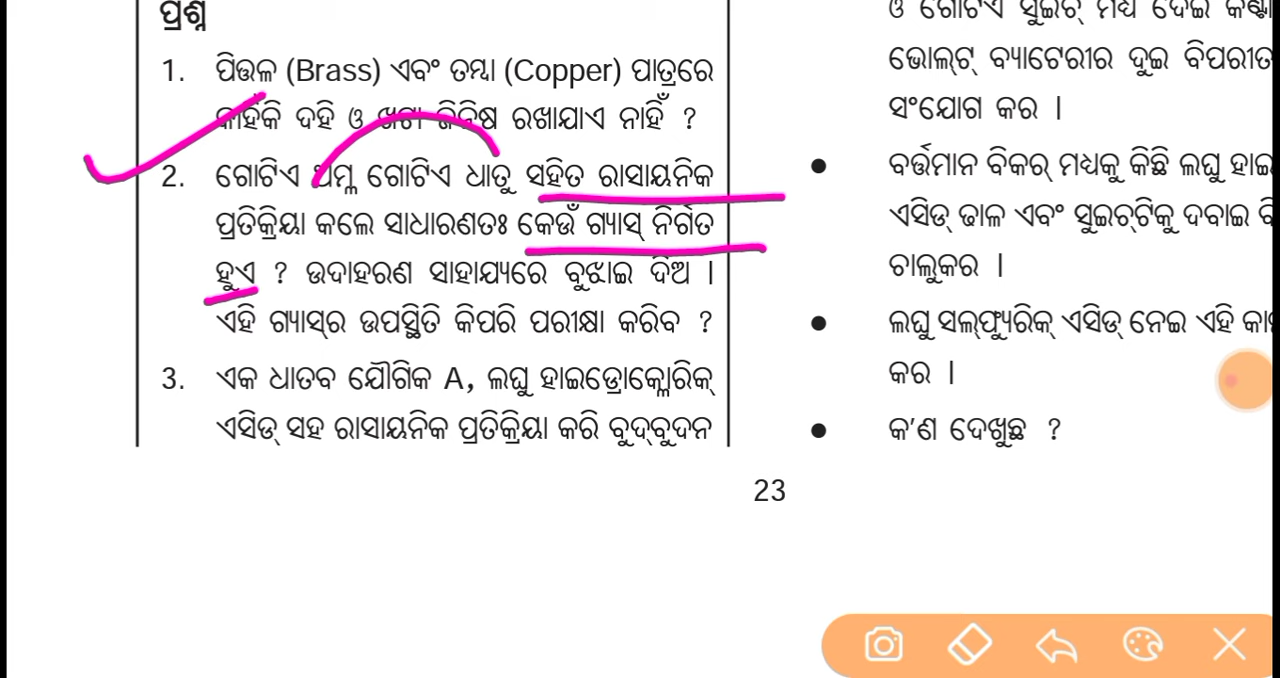 ପ୍ରଶ୍ନ
1. ପିତ୍ତଳ (Brass) ଏବଂ ତମ୍ବା (Copper) ପାତ୍ରରେ
କାହିଁକି ଦହି ଓ ଖଟା ଜିନିଷ ରଖାଯାଏ ନାହିଁ ?
2. ଗୋଟିଏ ଅମ୍ଳ ଗୋଟିଏ ଧାତୁ ସହିତ ରାସାୟନିକ
ପ୍ରତିକ୍ରିୟା କଲେ ସାଧାରଣତଃ କେଉଁ ଗ୍ୟାସ୍ ନିର୍ଗତ
ହୁଏ ? ଉଦାହରଣ ସାହାଯ୍ୟରେ ବୁଝାଇ ଦିଅ ।
ଏହି ଗ୍ୟାସ୍‌ର ଉପସ୍ଥିତି କିପରି ପରୀକ୍ଷା କରିବ ?
3. ଏକ ଧାତବ ଯୌଗିକ A, ଲଘୁ ହାଇଡ୍ରୋକ୍ଲୋରିକ୍
ଏସିଡ୍ ସହ ରାସାୟନିକ ପ୍ରତିକ୍ରିୟା କରି ବୁଦ୍‌ବୁଦନ
ଓ ଗୋଟିଏ ସୁଇଚ୍ ମଧ୍ୟ ଦେଇ
ଭୋଲ୍‌ଟ୍ ବ୍ୟାଟେରୀର ଦୁଇ ବିପରୀତ
ସଂଯୋଗ କର ।
● ବର୍ତ୍ତମାନ ବିକର୍ ମଧ୍ୟକୁ କିଛି ଲଘୁ
ଏସିଡ୍ ଢାଳ ଏବଂ ସୁଇଚ୍‌ଟିକୁ ଦବାଇ
ଚାଲୁକର ।
● ଲଘୁ ସଲ୍‌ଫ୍ୟୁରିକ୍ ଏସିଡ୍ ନେଇ ଏହି
କର ।
● କ'ଣ ଦେଖୁଛ ?
23